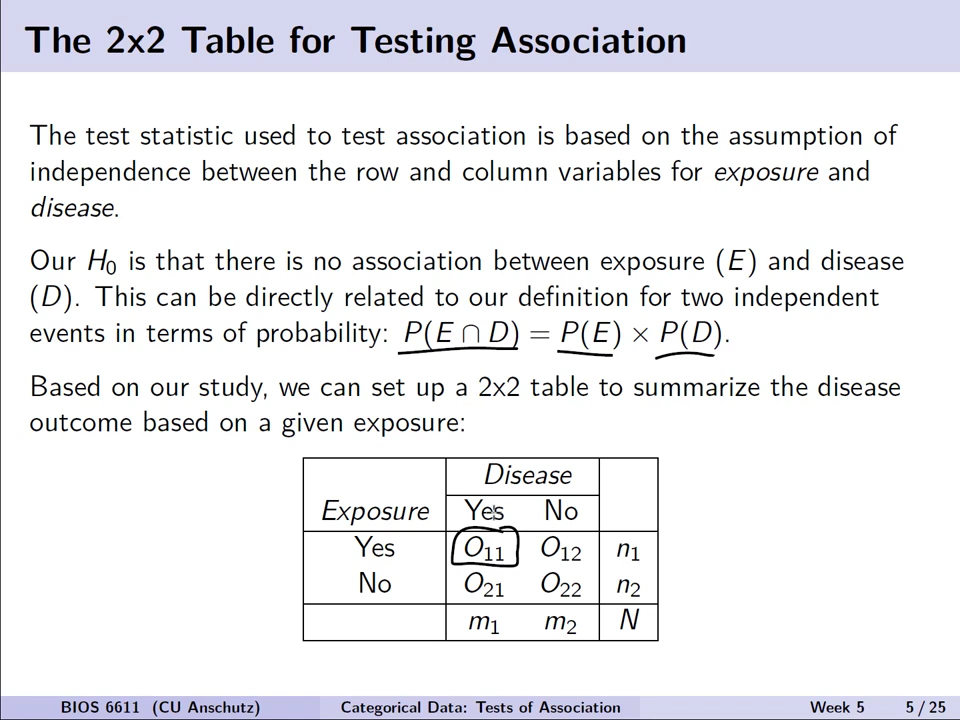 The 2x2 Table for Testing Association
The test statistic used to test association is based on the assumption of
independence between the row and column variables for exposure and
disease.
Our H₀ is that there is no association between exposure (E) and disease
(D). This can be directly related to our definition for two independent
events in terms of probability: P(E ∩ D) = P(E) × P(D).
Based on our study, we can set up a 2x2 table to summarize the disease
outcome based on a given exposure:
Disease
Exposure Yes No
Yes O₁₁ O₁₂ n₁
No O₂₁ O₂₂ n₂
m₁ m₂ N
BIOS 6611 (CU Anschutz) Categorical Data: Tests of Association Week 5 5 / 25